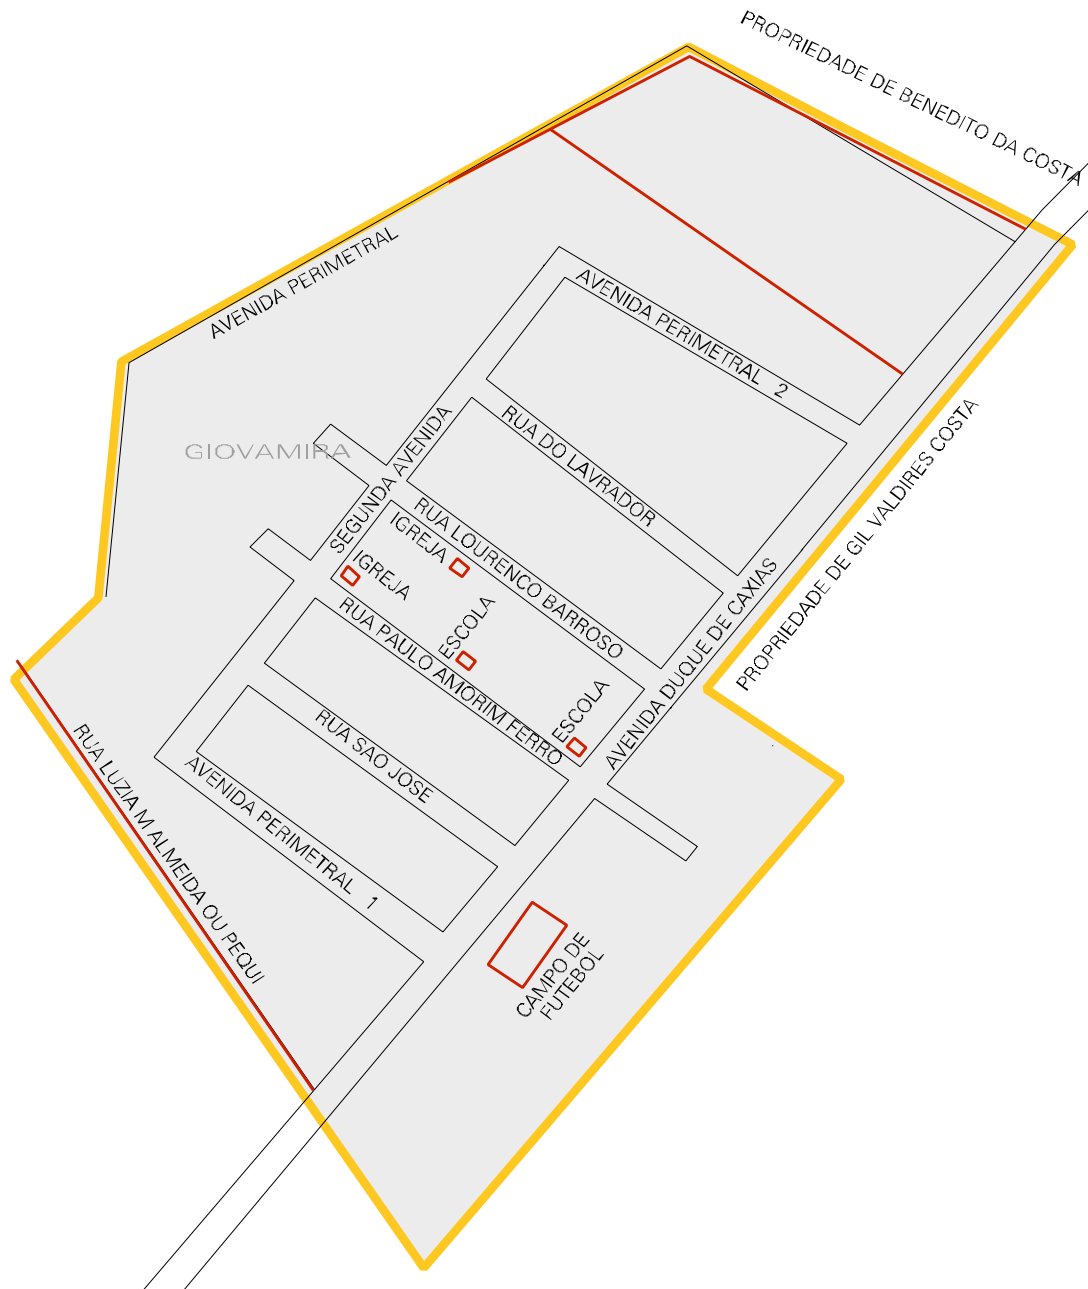 PROPRIEDADE DE BENEDITO DA COSTA
AVENIDA PERIMETRAL
AVENIDA PERIMETRAL 2
GIOVAMIRA
SEGUNDA AVENIDA
RUA DO LAVRADOR
PROPRIEDADE DE GIL VALDIRES COSTA
RUA LOURENCO BARROSO
IGREJA
IGREJA
ESCOLA
RUA PAULO AMORIM FERRO
ESCOLA
AVENIDA DUQUE DE CAXIAS
RUA SAO JOSE
AVENIDA PERIMETRAL 1
RUA LUZIA M ALMEIDA OU PEQUI
CAMPO DE
FUTEBOL